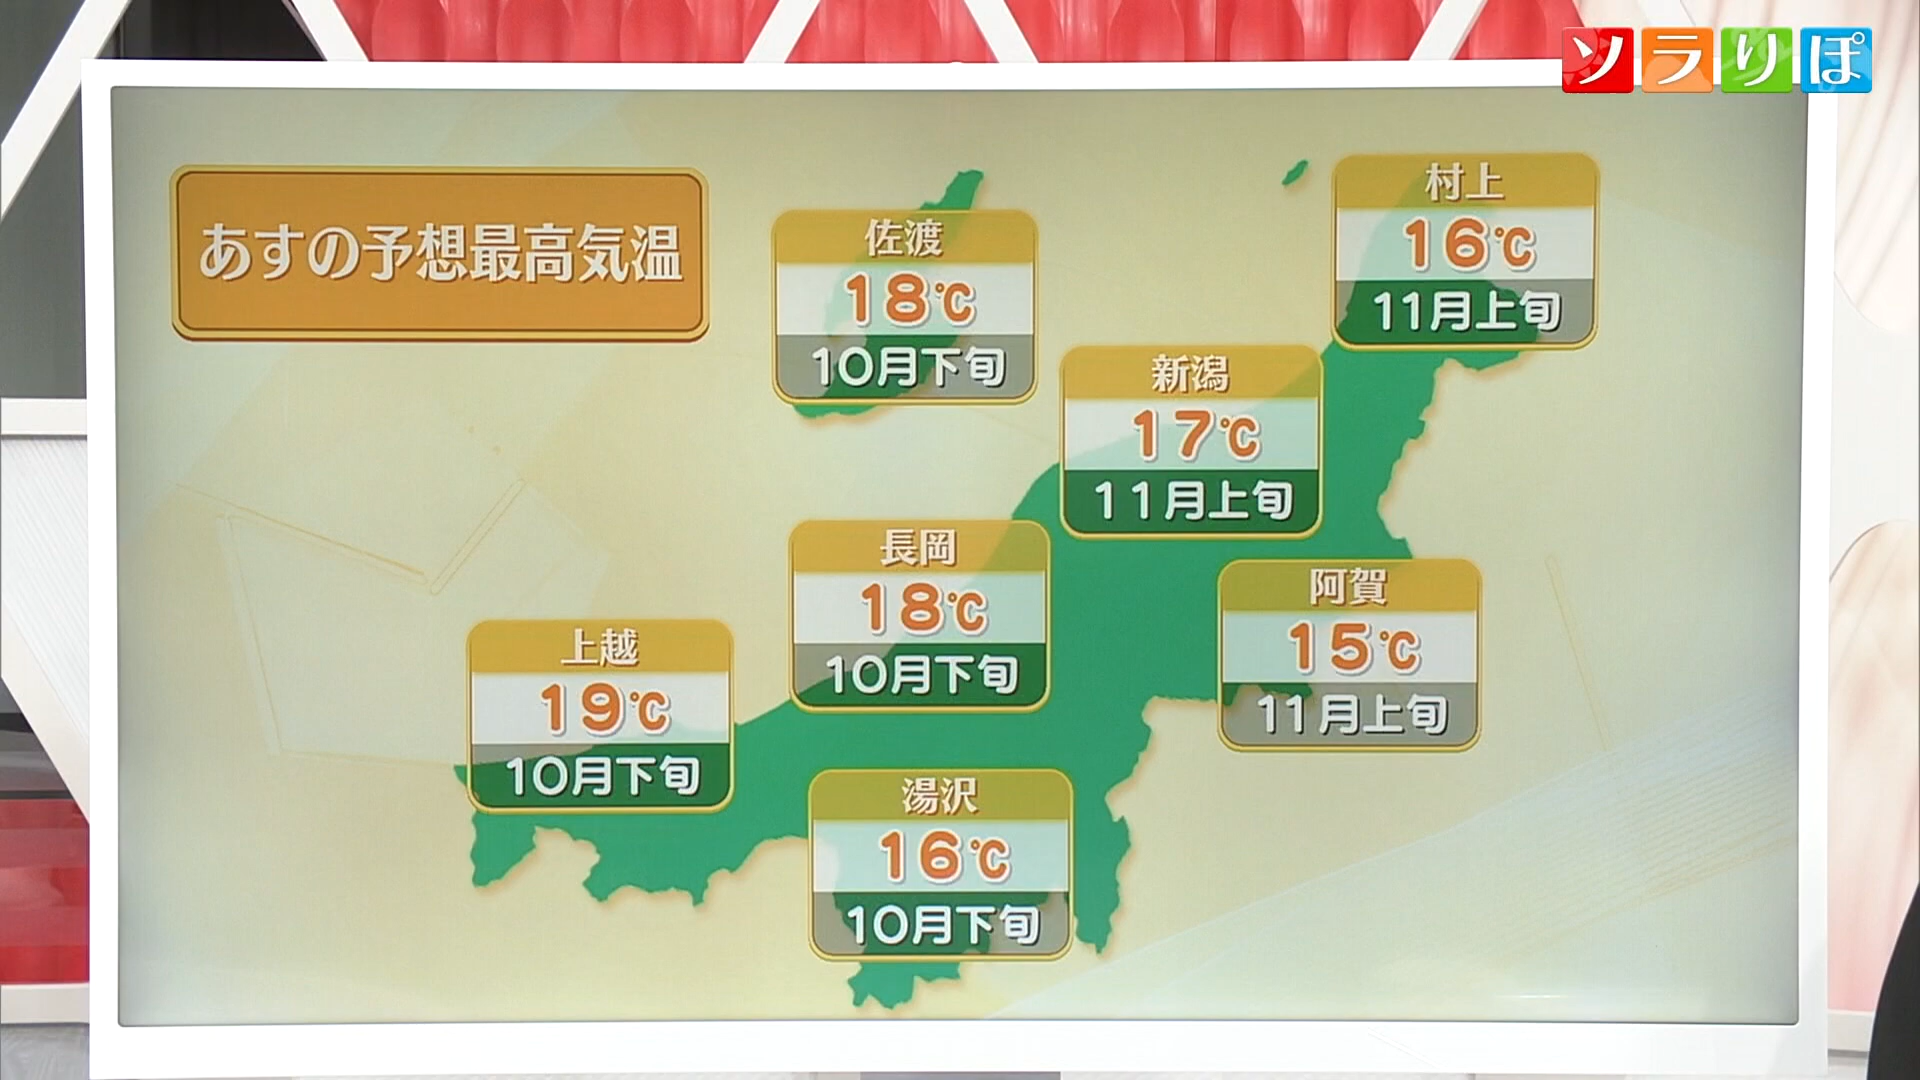 ソラりぽ
あすの予想最高気温
佐渡
18℃
10月下旬
村上
16℃
11月上旬
新潟
17℃
11月上旬
長岡
18℃
10月下旬
阿賀
15℃
11月上旬
上越
19℃
10月下旬
湯沢
16℃
10月下旬